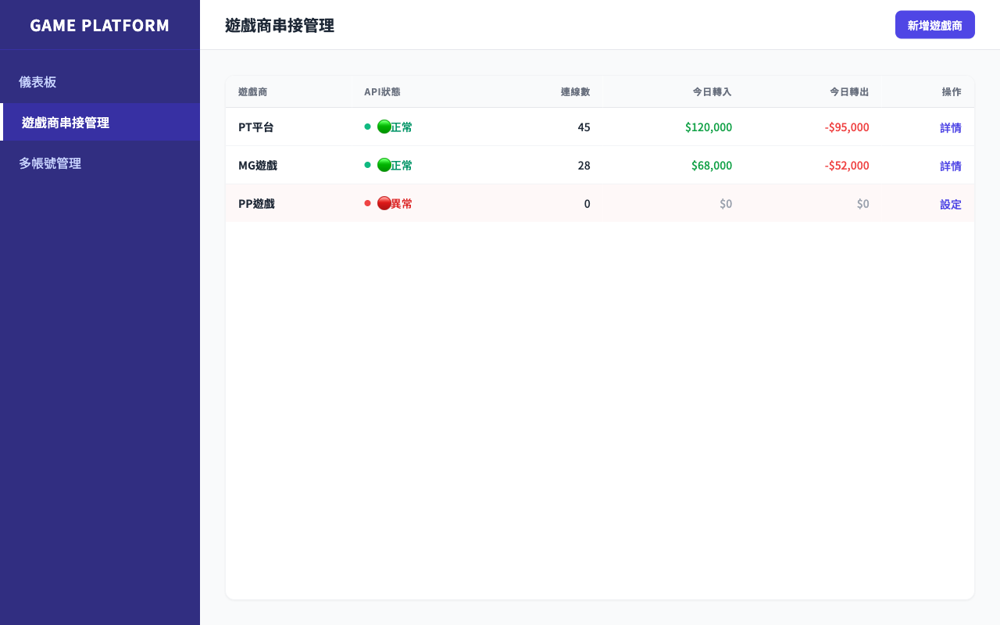 GAME PLATFORM
儀表板
遊戲商串接管理
多帳號管理
遊戲商串接管理
新增遊戲商
遊戲商 API狀態 連線數 今日轉入 今日轉出 操作
PT平台 正常 45 $120,000 -$95,000 詳情
MG遊戲 正常 28 $68,000 -$52,000 詳情
PP遊戲 異常 0 $0 $0 設定